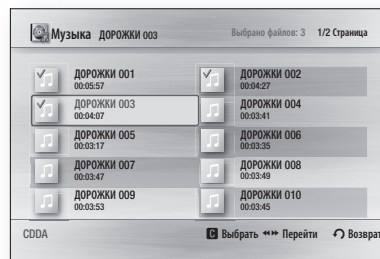 Музыка ДОРОЖКИ 003 Выбрано файлов: 3 1/2 Страница
ДОРОЖКИ 001 ДОРОЖКИ 002
00:05:57 00:04:27
ДОРОЖКИ 003 ДОРОЖКИ 004
00:04:07 00:03:41
ДОРОЖКИ 005 ДОРОЖКИ 006
00:03:17 00:03:35
ДОРОЖКИ 007 ДОРОЖКИ 008
00:03:47 00:03:49
ДОРОЖКИ 009 ДОРОЖКИ 010
00:03:53 00:03:45
CDDA C Выбрать Перейти Возврат